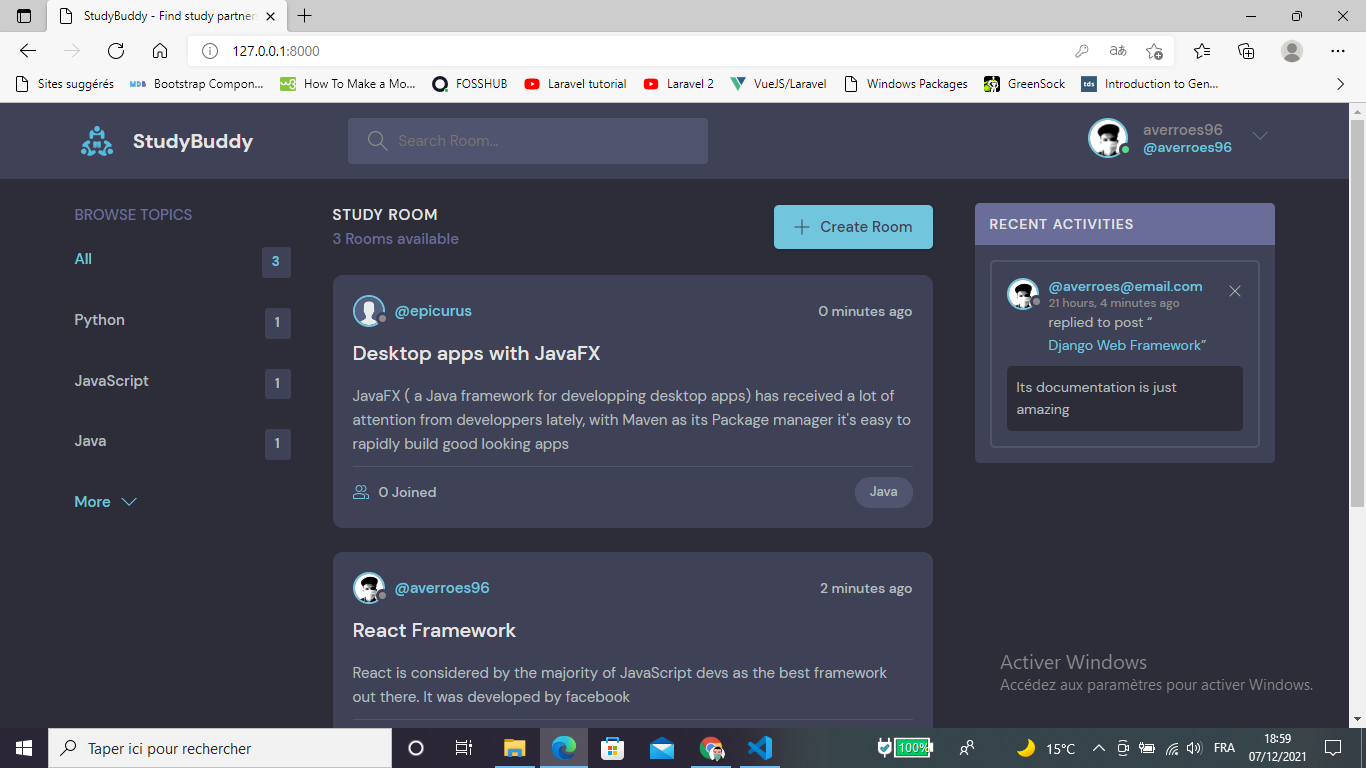 StudyBuddy - Find study partner
127.0.0.1:8000
aあ
Sites suggérés
MDB
Bootstrap Compon...
How To Make a Mo...
FOSSHUB
Laravel tutorial
Laravel 2
VueJS/Laravel
Windows Packages
GreenSock
tds
Introduction to Gen...
StudyBuddy
Search Room...
averroes96
@averroes96
BROWSE TOPICS
All
3
Python
1
JavaScript
1
Java
1
More
STUDY ROOM
3 Rooms available
Create Room
@epicurus
0 minutes ago
Desktop apps with JavaFX
JavaFX ( a Java framework for developping desktop apps) has received a lot of
attention from developpers lately, with Maven as its Package manager it's easy to
rapidly build good looking apps
0 Joined
Java
@averroes96
2 minutes ago
React Framework
React is considered by the majority of JavaScript devs as the best framework
out there. It was developed by facebook
RECENT ACTIVITIES
@averroes@email.com
21 hours, 4 minutes ago
replied to post “
Django Web Framework”
Its documentation is just
amazing
Activer Windows
Accédez aux paramètres pour activer Windows.
Taper ici pour rechercher
100%
15°C
FRA
18:59
07/12/2021